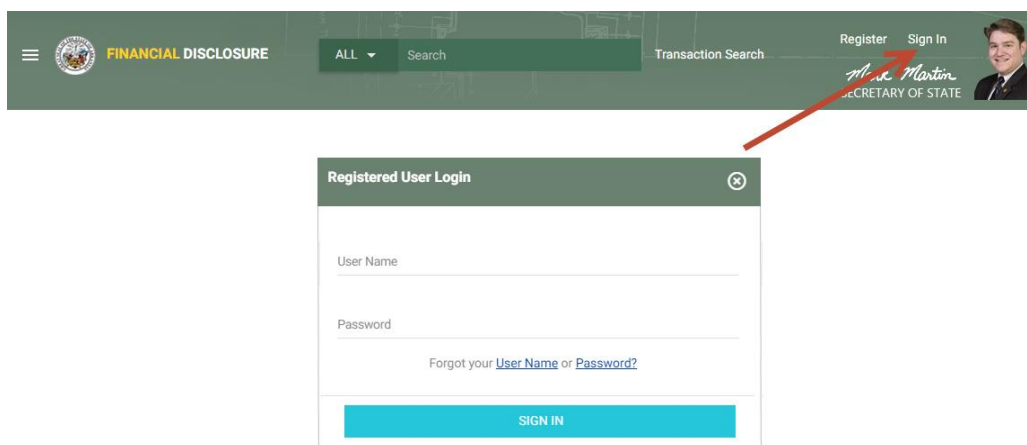 FINANCIAL DISCLOSURE
ALL
Search
Transaction Search
Register Sign In
Mark Martin
SECRETARY OF STATE
Registered User Login
User Name
Password
Forgot your User Name or Password?
SIGN IN